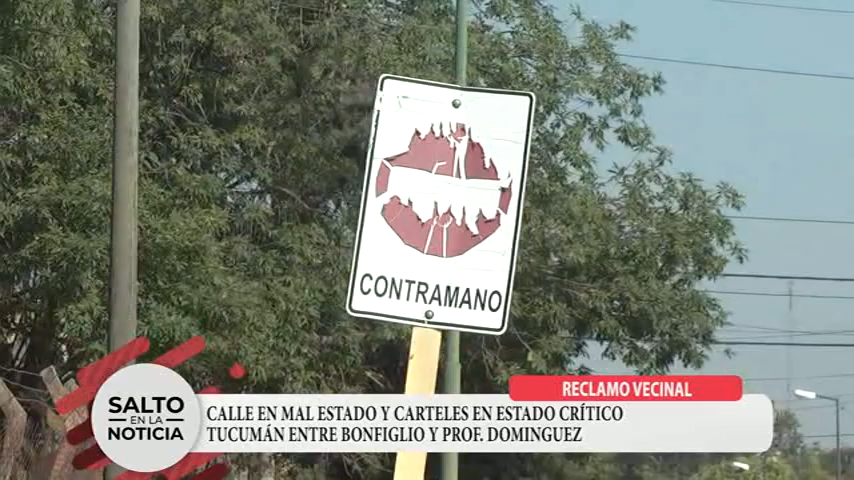 CONTRAMANO
RECLAMO VECINAL
SALTO
EN LA
NOTICIA
CALLE EN MAL ESTADO Y CARTELES EN ESTADO CRÍTICO
TUCUMÁN ENTRE BONFIGLIO Y PROF. DOMINGUEZ